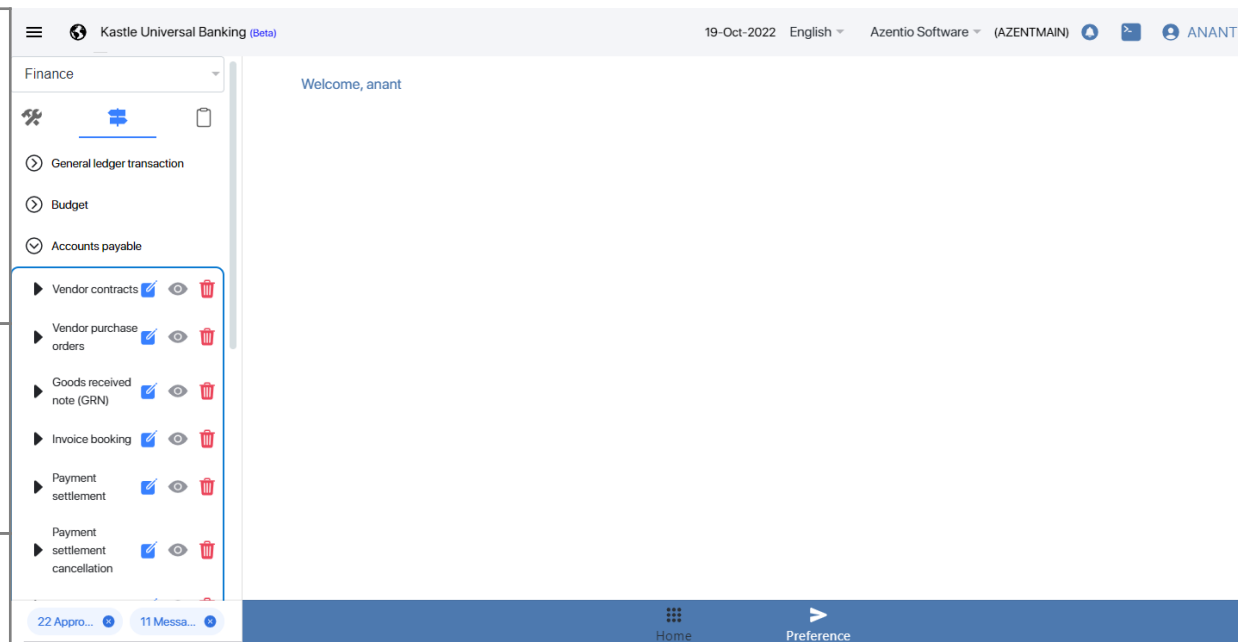 Kastle Universal Banking (Beta)
19-Oct-2022 English Azentio Software (AZENTMAIN) ANANT
Finance
Welcome, anant
General ledger transaction
Budget
Accounts payable
Vendor contracts
Vendor purchase
orders
Goods received
note (GRN)
Invoice booking
Payment
settlement
Payment
settlement
cancellation
22 Appro... 11 Messa...
Home
Preference